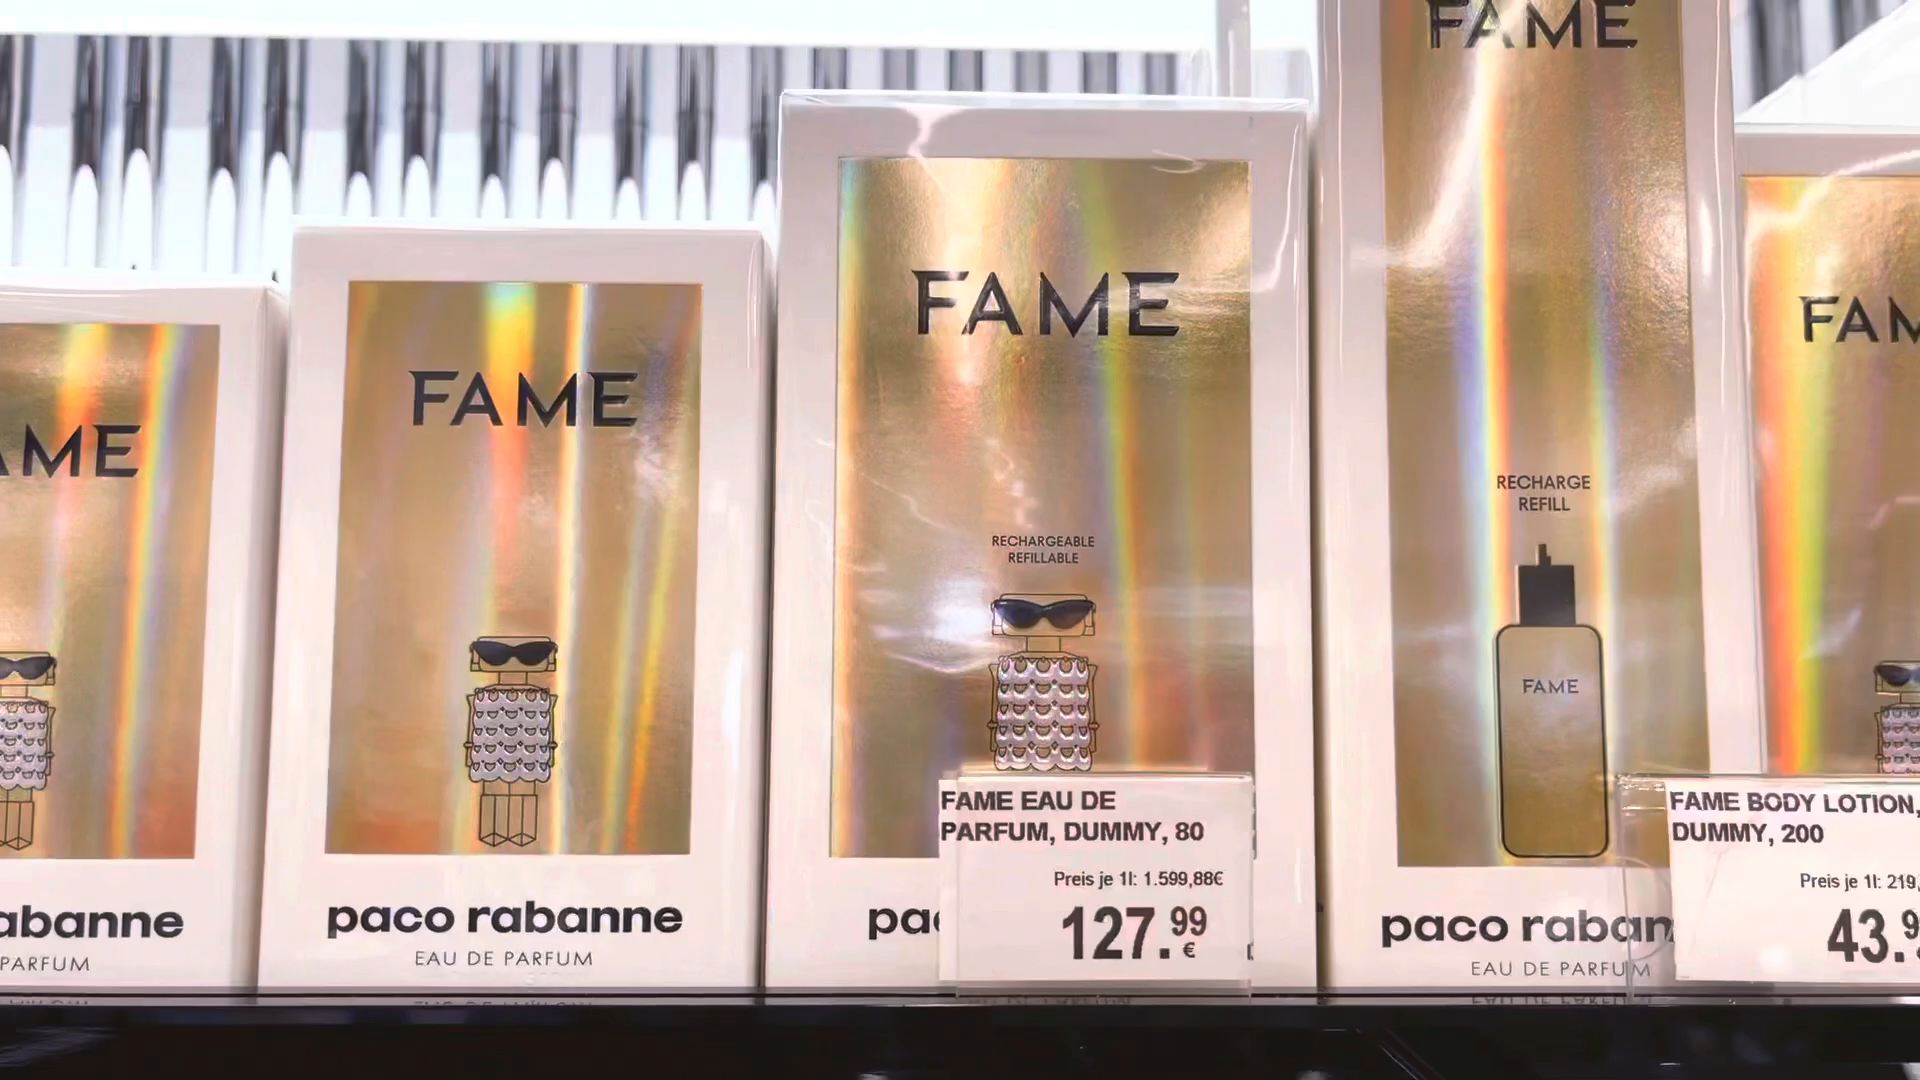 AME
abanne
PARFUM
FAME
paco rabanne
EAU DE PARFUM
FAME
RECHARGEABLE
REFILLABLE
FAME EAU DE
PARFUM, DUMMY, 80
Preis je 1l: 1.599,88€
127.99
€
FAME
RECHARGE
REFILL
FAME
paco raban
EAU DE PARFUM
FAM
FAME BODY LOTION,
DUMMY, 200
Preis je 1l: 219,
43.9